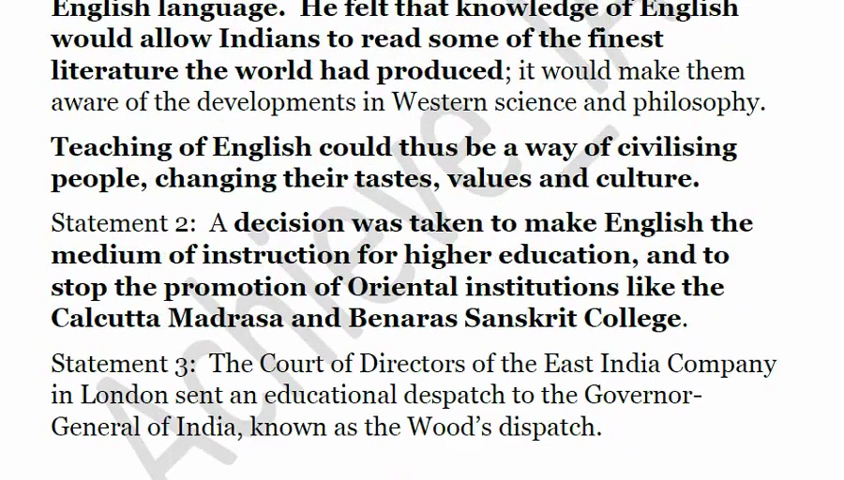 English language. He felt that knowledge of English
would allow Indians to read some of the finest
literature the world had produced; it would make them
aware of the developments in Western science and philosophy.
Teaching of English could thus be a way of civilising
people, changing their tastes, values and culture.
Statement 2: A decision was taken to make English the
medium of instruction for higher education, and to
stop the promotion of Oriental institutions like the
Calcutta Madrasa and Benaras Sanskrit College.
Statement 3: The Court of Directors of the East India Company
in London sent an educational despatch to the Governor-
General of India, known as the Wood's dispatch.
Achieve_IA